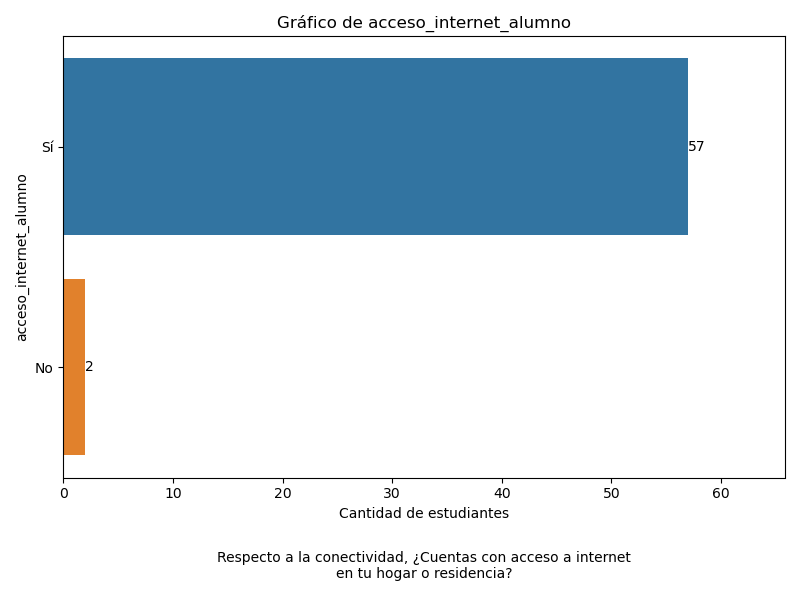 Gráfico de acceso_internet_alumno
acceso_internet_alumno
Sí
57
No
2
0 10 20 30 40 50 60
Cantidad de estudiantes
Respecto a la conectividad, ¿Cuentas con acceso a internet
en tu hogar o residencia?